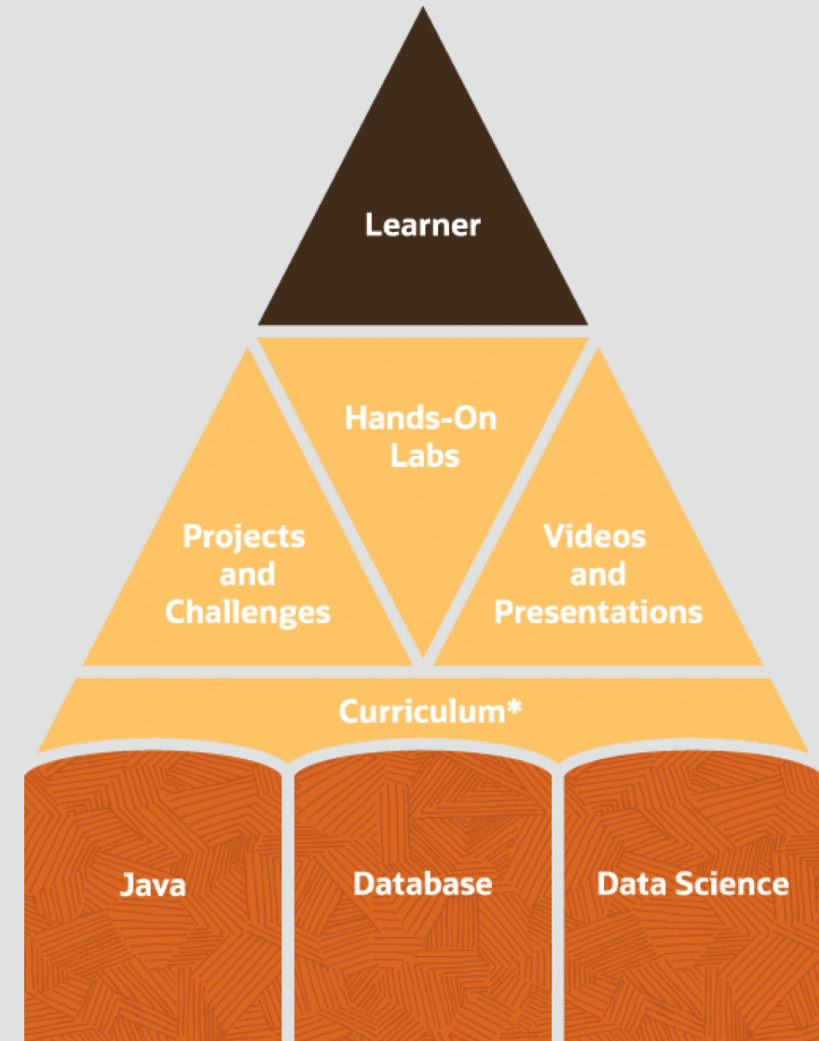 Learner
Hands-On
Labs
Projects
and
Challenges
Videos
and
Presentations
Curriculum*
Java
Database
Data Science